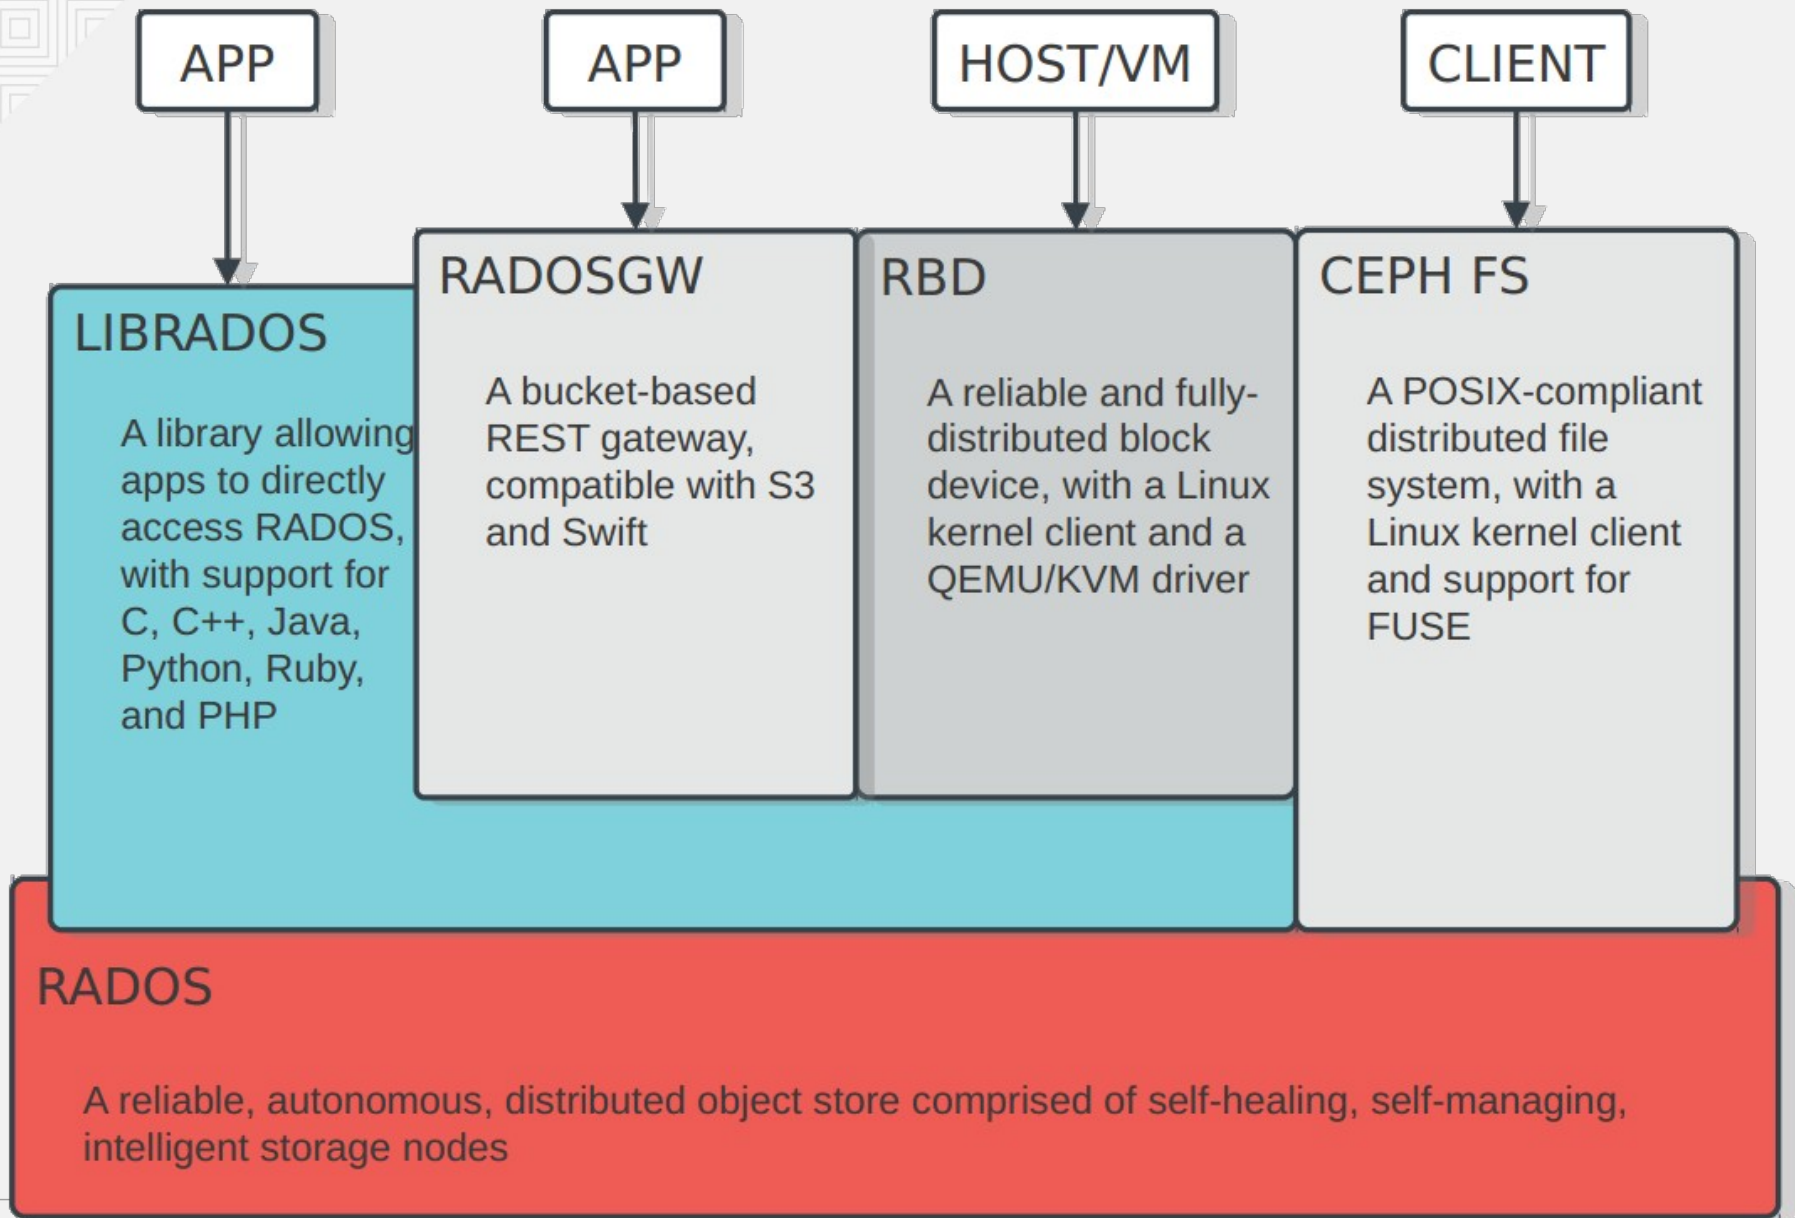 APP
APP
HOST/VM
CLIENT
LIBRADOS
A library allowing
apps to directly
access RADOS,
with support for
C, C++, Java,
Python, Ruby,
and PHP
RADOSGW
A bucket-based
REST gateway,
compatible with S3
and Swift
RBD
A reliable and fully-
distributed block
device, with a Linux
kernel client and a
QEMU/KVM driver
CEPH FS
A POSIX-compliant
distributed file
system, with a
Linux kernel client
and support for
FUSE
RADOS
A reliable, autonomous, distributed object store comprised of self-healing, self-managing,
intelligent storage nodes